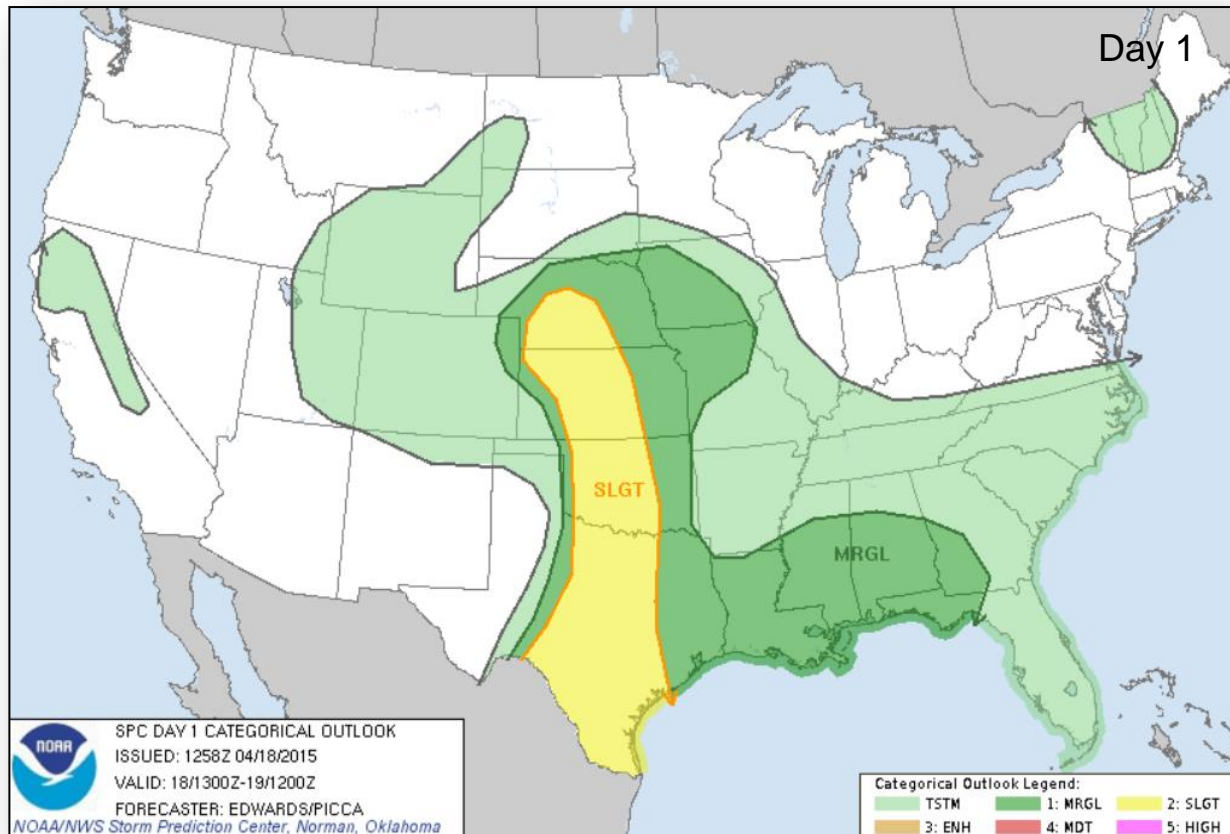 Day 1
SLGT
MRGL
NOAA
SPC DAY 1 CATEGORICAL OUTLOOK
ISSUED: 1258Z 04/18/2015
VALID: 18/1300Z-19/1200Z
FORECASTER: EDWARDS/PICCA
NOAA/NWS Storm Prediction Center, Norman, Oklahoma
Categorical Outlook Legend:
TSTM 1: MRGL 2: SLGT
3: ENH 4: MDT 5: HIGH